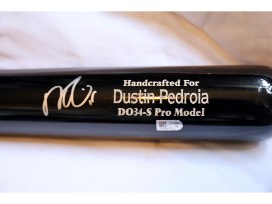 Handcrafted For
Dustin Pedroia
DO34-S Pro Model